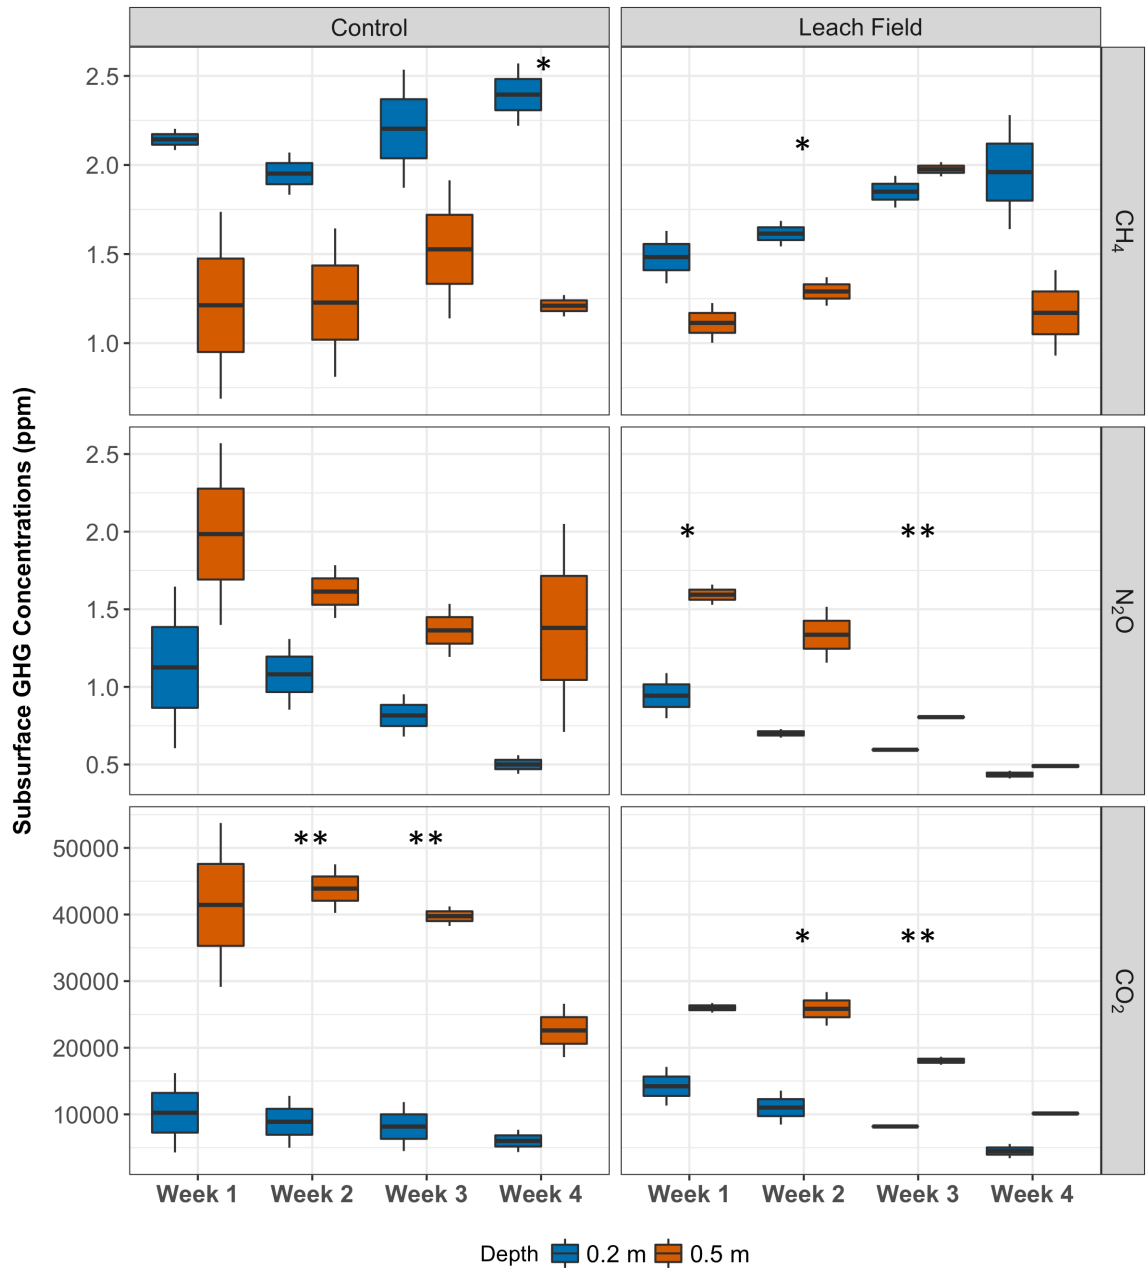 Control
Leach Field
2.5
2.0
1.5
1.0
CH₄
*
*
2.5
2.0
1.5
1.0
0.5
N₂O
*
**
50000
40000
30000
20000
10000
CO₂
** **
* **
Subsurface GHG Concentrations (ppm)
Week 1 Week 2 Week 3 Week 4
Week 1 Week 2 Week 3 Week 4
Depth 0.2 m 0.5 m